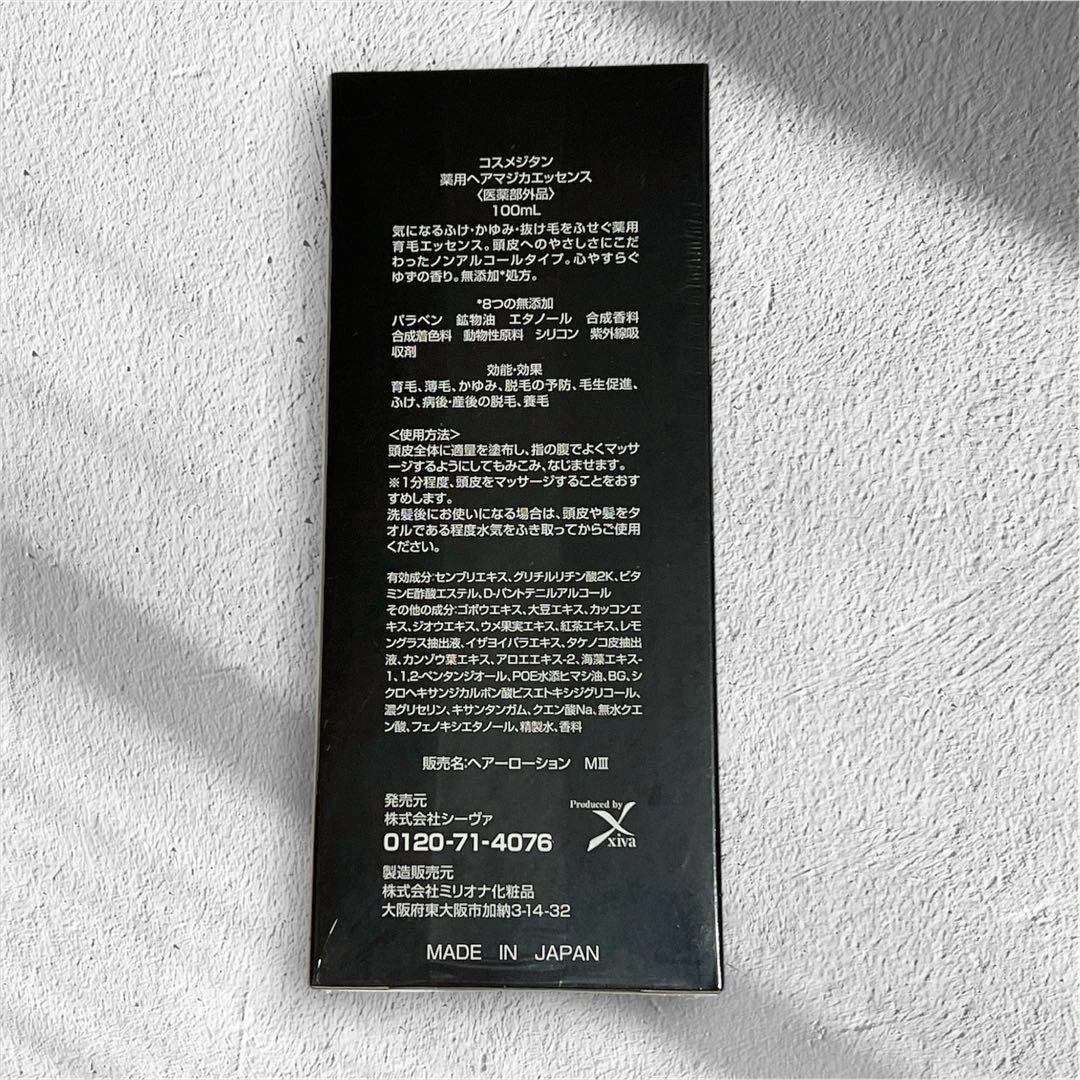 コスメジタン
薬用ヘアマジカエッセンス
〈医薬部外品〉
100mL
気になるふけ・かゆみ・抜け毛をふせぐ薬用
育毛エッセンス。頭皮へのやさしさにこだ
わったノンアルコールタイプ。心やすらぐ
ゆずの香り。無添加*処方。
*8つの無添加
パラベン 鉱物油 エタノール 合成香料
合成着色料 動物性原料 シリコン 紫外線吸
収剤
効能・効果
育毛、薄毛、かゆみ、脱毛の予防、毛生促進、
ふけ、病後・産後の脱毛、養毛
＜使用方法＞
頭皮全体に適量を塗布し、指の腹でよくマッサ
ージするようにしてもみこみ、なじませます。
※1分程度、頭皮をマッサージすることをおす
すめします。
洗髪後にお使いになる場合は、頭皮や髪をタ
オルである程度水気をふき取ってからご使用
ください。
有効成分:センブリエキス、グリチルリチン酸2K、ビタ
ミンE酢酸エステル、D-パントテニルアルコール
その他の成分:ゴボウエキス、大豆エキス、カッコンエ
キス、ジオウエキス、ウメ果実エキス、紅茶エキス、レモ
ングラス抽出液、イザヨイバラエキス、タケノコ皮抽出
液、カンゾウ葉エキス、アロエエキス-2、海藻エキス-
1、1,2-ペンタンジオール、POE水添ヒマシ油、BG、シ
クロヘキサンジカルボン酸ビスエトキシジグリコール、
濃グリセリン、キサンタンガム、クエン酸Na、無水クエ
ン酸、フェノキシエタノール、精製水、香料
販売名:ヘアーローション MⅢ
発売元
株式会社シーヴァ
0120-71-4076
Produced by
xiva
製造販売元
株式会社ミリオナ化粧品
大阪府東大阪市加納3-14-32
MADE IN JAPAN